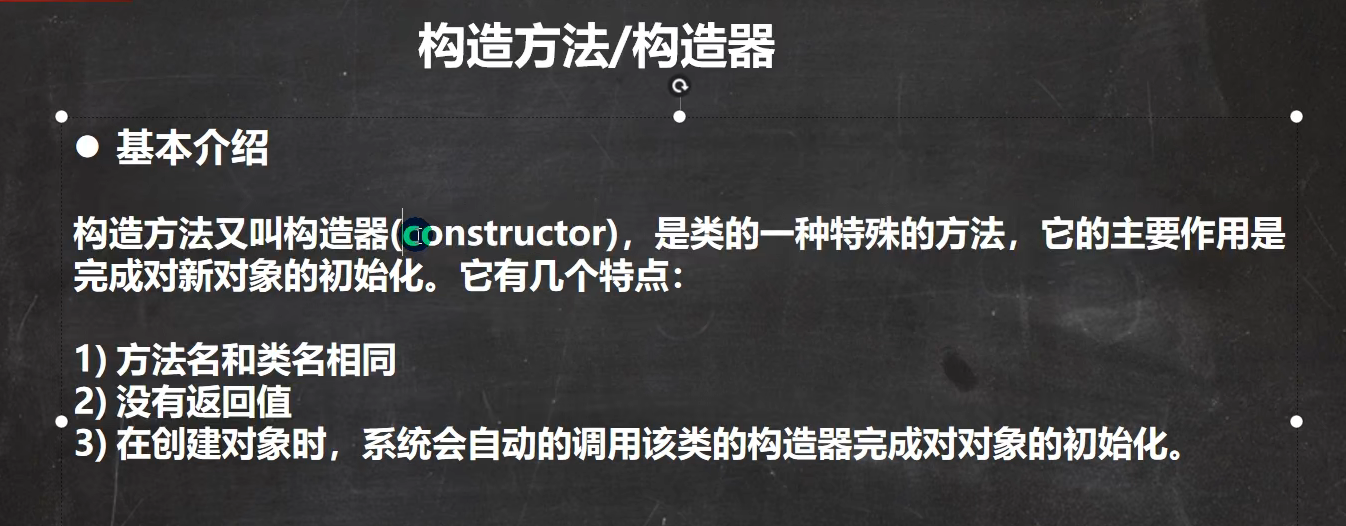 构造方法/构造器
● 基本介绍
构造方法又叫构造器(constructor)，是类的一种特殊的方法，它的主要作用是
完成对新对象的初始化。它有几个特点：
1) 方法名和类名相同
2) 没有返回值
3) 在创建对象时，系统会自动的调用该类的构造器完成对对象的初始化。